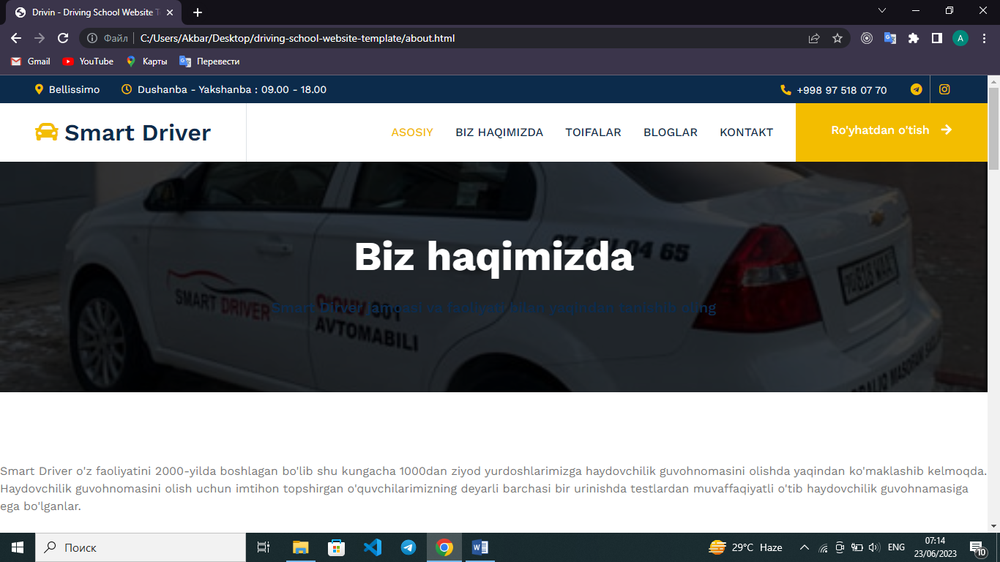 Drivin - Driving School Website T
Файл
C:/Users/Akbar/Desktop/driving-school-website-template/about.html
A
Gmail
YouTube
Карты
Перевести
Bellissimo
Dushanba - Yakshanba : 09.00 - 18.00
+998 97 518 07 70
Smart Driver
ASOSIY
BIZ HAQIMIZDA
TOIFALAR
BLOGLAR
KONTAKT
Ro'yhatdan o'tish
Biz haqimizda
Smart Dirver jamoasi va faoliyati bilan yaqindan tanishib oling
SMART DRIVER
AVTOMABILI
Smart Driver o'z faoliyatini 2000-yilda boshlagan bo'lib shu kungacha 1000dan ziyod yurdoshlarimizga haydovchilik guvohnomasini olishda yaqindan ko'maklashib kelmoqda.
Haydovchilik guvohnomasini olish uchun imtihon topshirgan o'quvchilarimizning deyarli barchasi bir urinishda testlardan muvaffaqiyatli o'tib haydovchilik guvohnamasiga
ega bo'lganlar.
Поиск
29°C Haze
ENG
07:14
23/06/2023
10